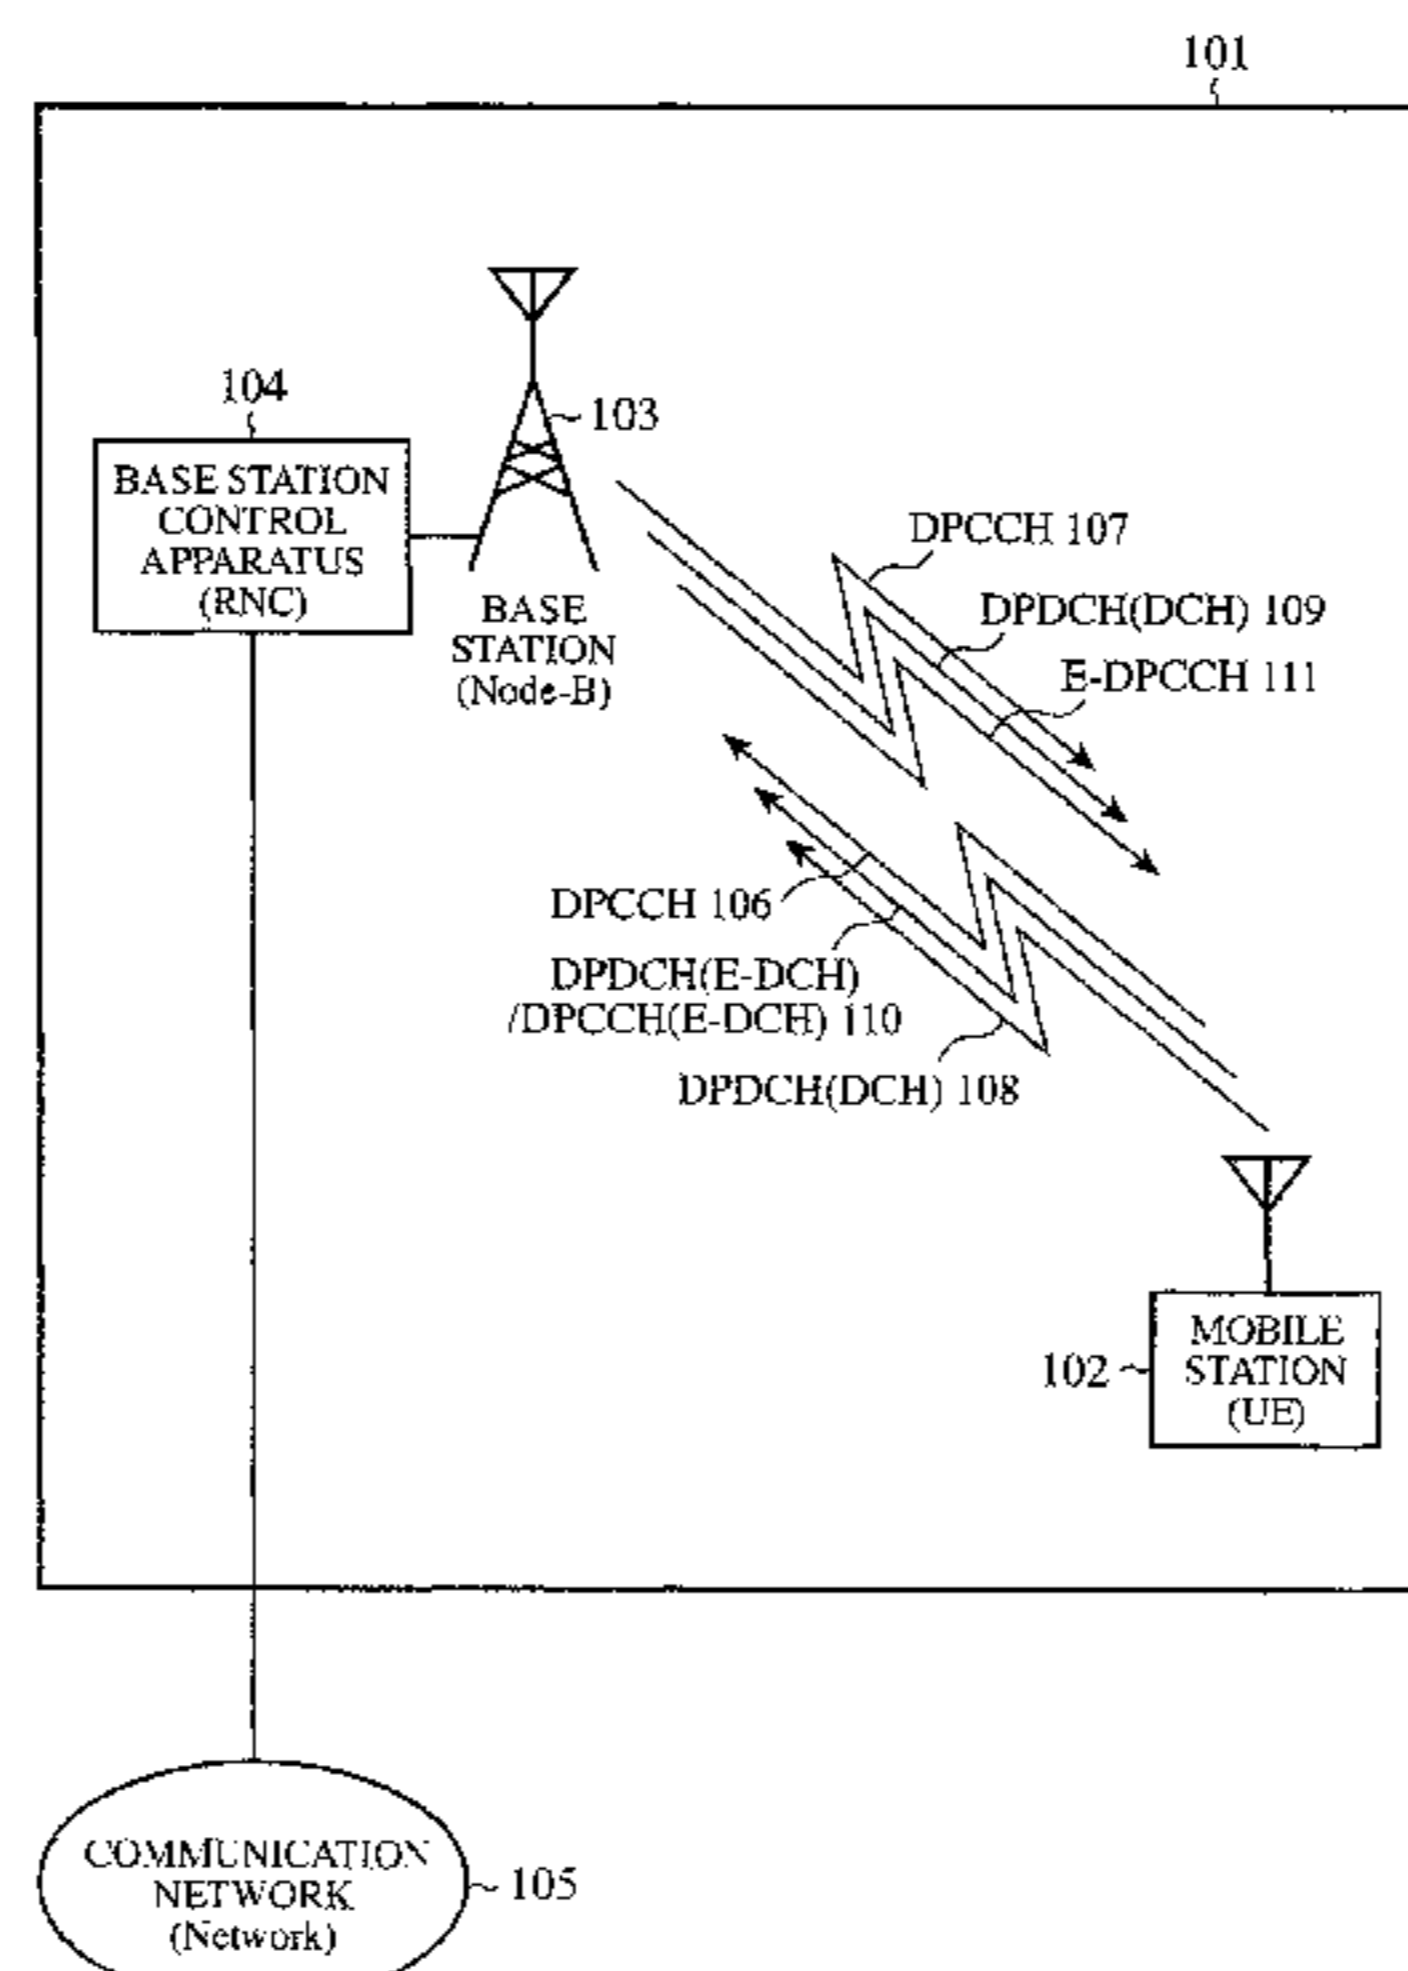 101
104
103
BASE STATION
CONTROL
APPARATUS
(RNC)
BASE
STATION
(Node-B)
DPCCH 107
DPDCH(DCH) 109
E-DPCCH 111
DPCCH 106
DPDCH(E-DCH)
/DPCCH(E-DCH) 110
DPDCH(DCH) 108
102
MOBILE
STATION
(UE)
COMMUNICATION
NETWORK
(Network)
105